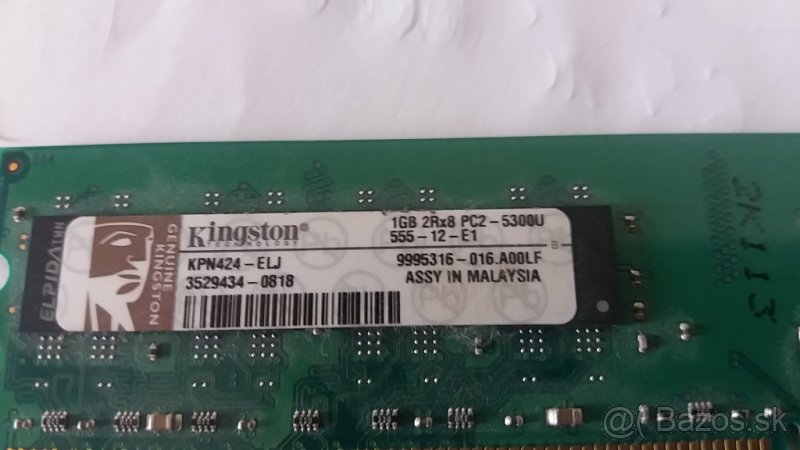 114
Kingston®
TECHNOLOGY
1GB 2Rx8 PC2-5300U
555-12-E1
KPN424-ELJ
9995316-016.A00LF
3529434-0818
ASSY IN MALAYSIA
GENUINE
KINGSTON
ELPIDA
B
Bazos.sk